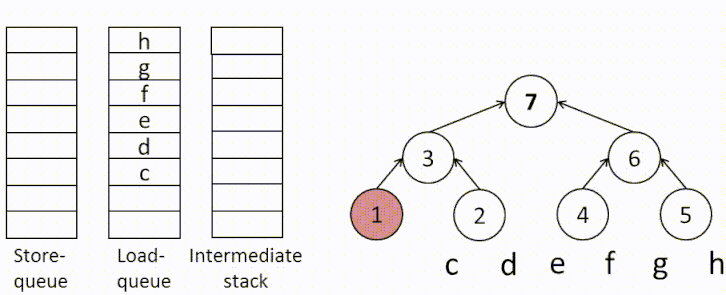 h
g
f
e
d
c
Store-
queue
Load-
queue
Intermediate
stack
7
3
6
1
2
4
5
c d e f g h